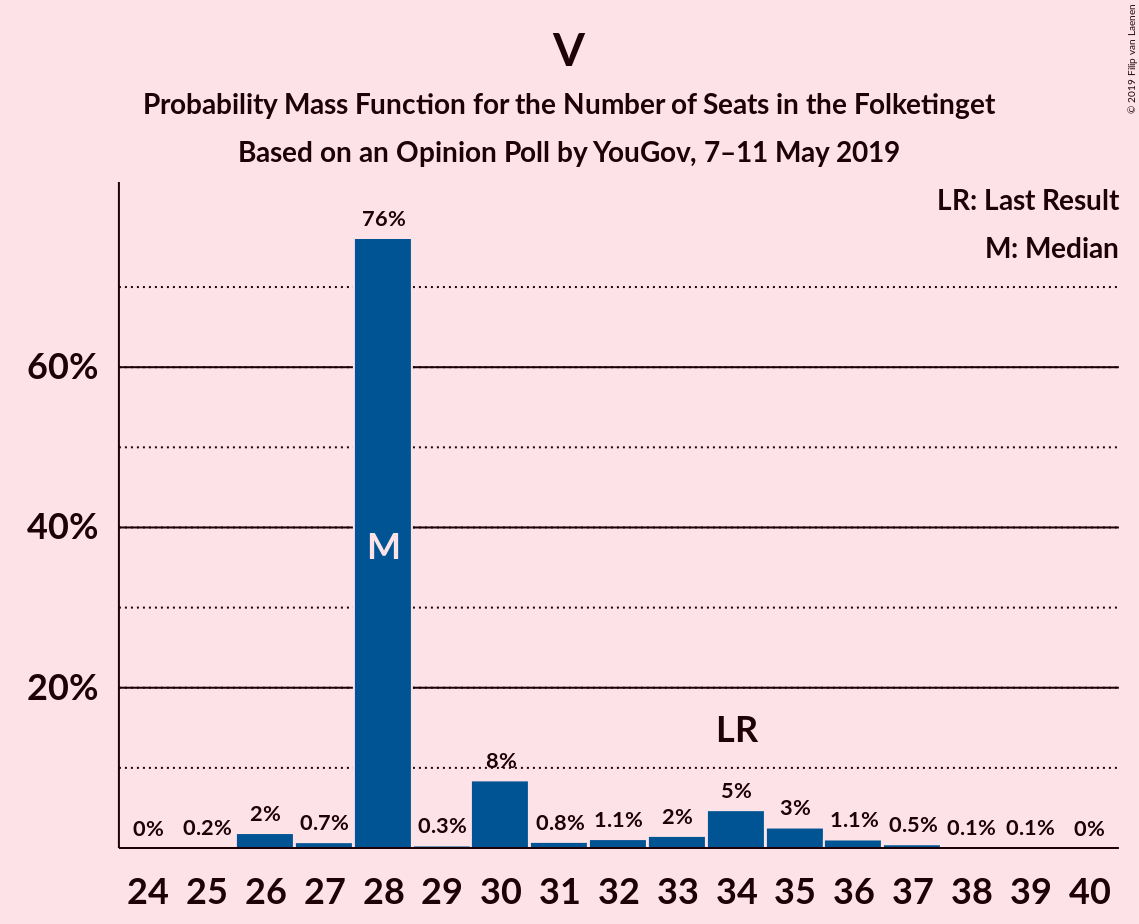 V
Probability Mass Function for the Number of Seats in the Folketinget
Based on an Opinion Poll by YouGov, 7–11 May 2019
© 2019 Filip van Laenen
LR: Last Result
M: Median
60%
40%
20%
0%
0.2%
2%
0.7%
76%
M
0.3%
8%
0.8%
1.1%
2%
LR
5%
3%
1.1%
0.5%
0.1%
0.1%
0%
24 25 26 27 28 29 30 31 32 33 34 35 36 37 38 39 40